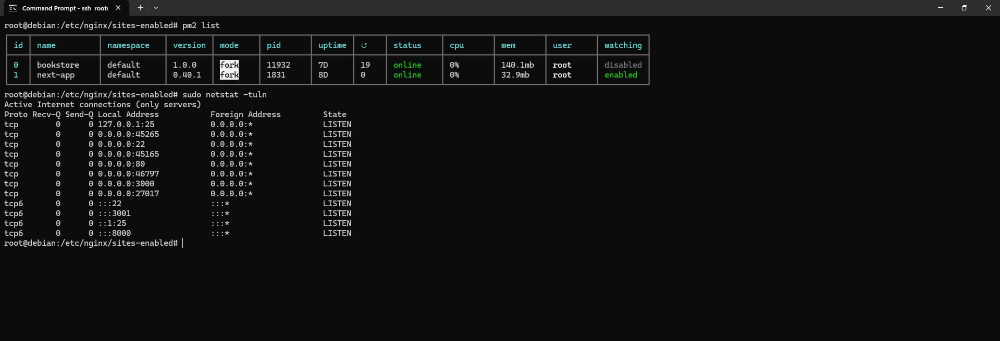 Command Prompt - ssh root
root@debian:/etc/nginx/sites-enabled# pm2 list
id name namespace version mode pid uptime ↺ status cpu mem user watching
0 bookstore default 1.0.0 fork 11932 7D 19 online 0% 140.1mb root disabled
1 next-app default 0.40.1 fork 1831 8D 0 online 0% 32.9mb root enabled
root@debian:/etc/nginx/sites-enabled# sudo netstat -tuln
Active Internet connections (only servers)
Proto Recv-Q Send-Q Local Address Foreign Address State
tcp 0 0 127.0.0.1:25 0.0.0.0:* LISTEN
tcp 0 0 0.0.0.0:45265 0.0.0.0:* LISTEN
tcp 0 0 0.0.0.0:22 0.0.0.0:* LISTEN
tcp 0 0 0.0.0.0:45165 0.0.0.0:* LISTEN
tcp 0 0 0.0.0.0:80 0.0.0.0:* LISTEN
tcp 0 0 0.0.0.0:46797 0.0.0.0:* LISTEN
tcp 0 0 0.0.0.0:3000 0.0.0.0:* LISTEN
tcp 0 0 0.0.0.0:27017 0.0.0.0:* LISTEN
tcp6 0 0 :::22 :::* LISTEN
tcp6 0 0 :::3001 :::* LISTEN
tcp6 0 0 ::1:25 :::* LISTEN
tcp6 0 0 :::8000 :::* LISTEN
root@debian:/etc/nginx/sites-enabled#